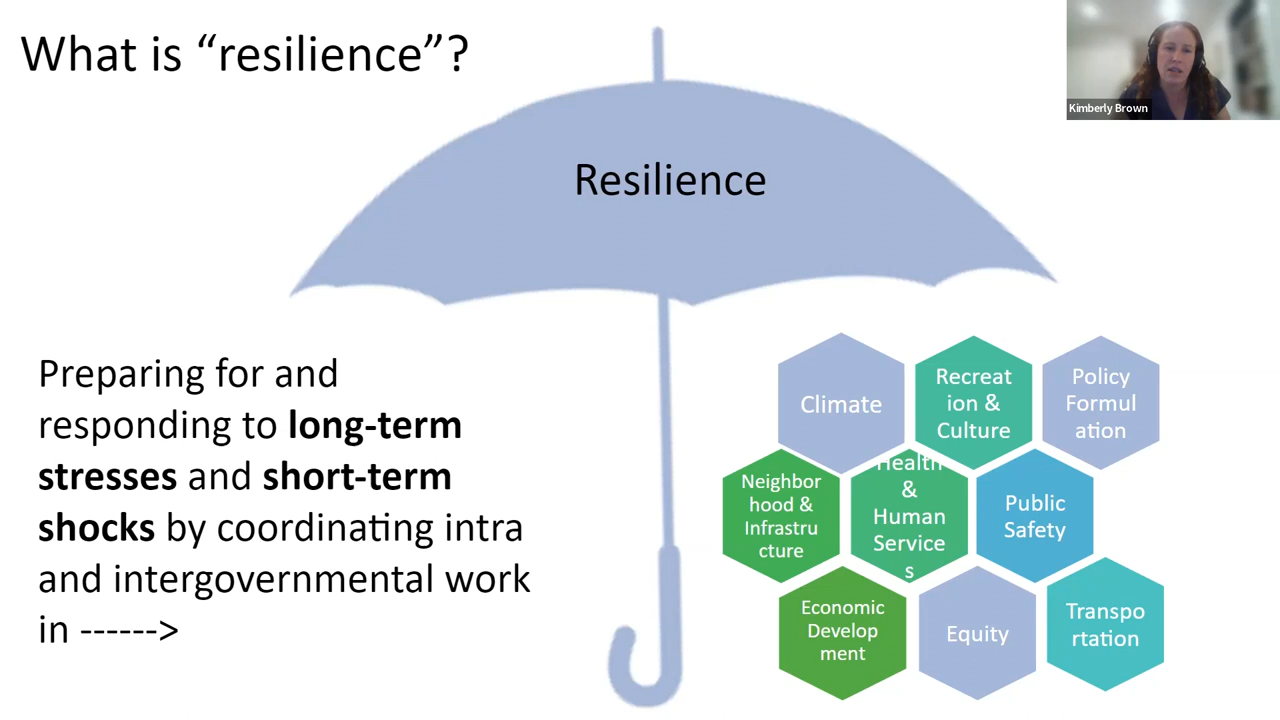 What is “resilience”?
Kimberly Brown
Resilience
Preparing for and
responding to long-term
stresses and short-term
shocks by coordinating intra
and intergovernmental work
in ------>
Climate
Recreat
ion &
Culture
Policy
Formul
ation
Neighbor
hood &
Infrastru
cture
Health
&
Human
Service
s
Public
Safety
Economic
Develop
ment
Equity
Transpo
rtation